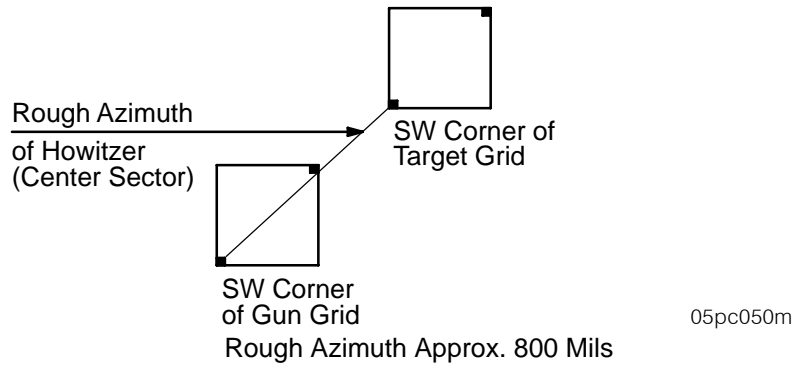 Rough Azimuth
of Howitzer
(Center Sector)
SW Corner of
Target Grid
SW Corner
of Gun Grid
Rough Azimuth Approx. 800 Mils
05pc050m